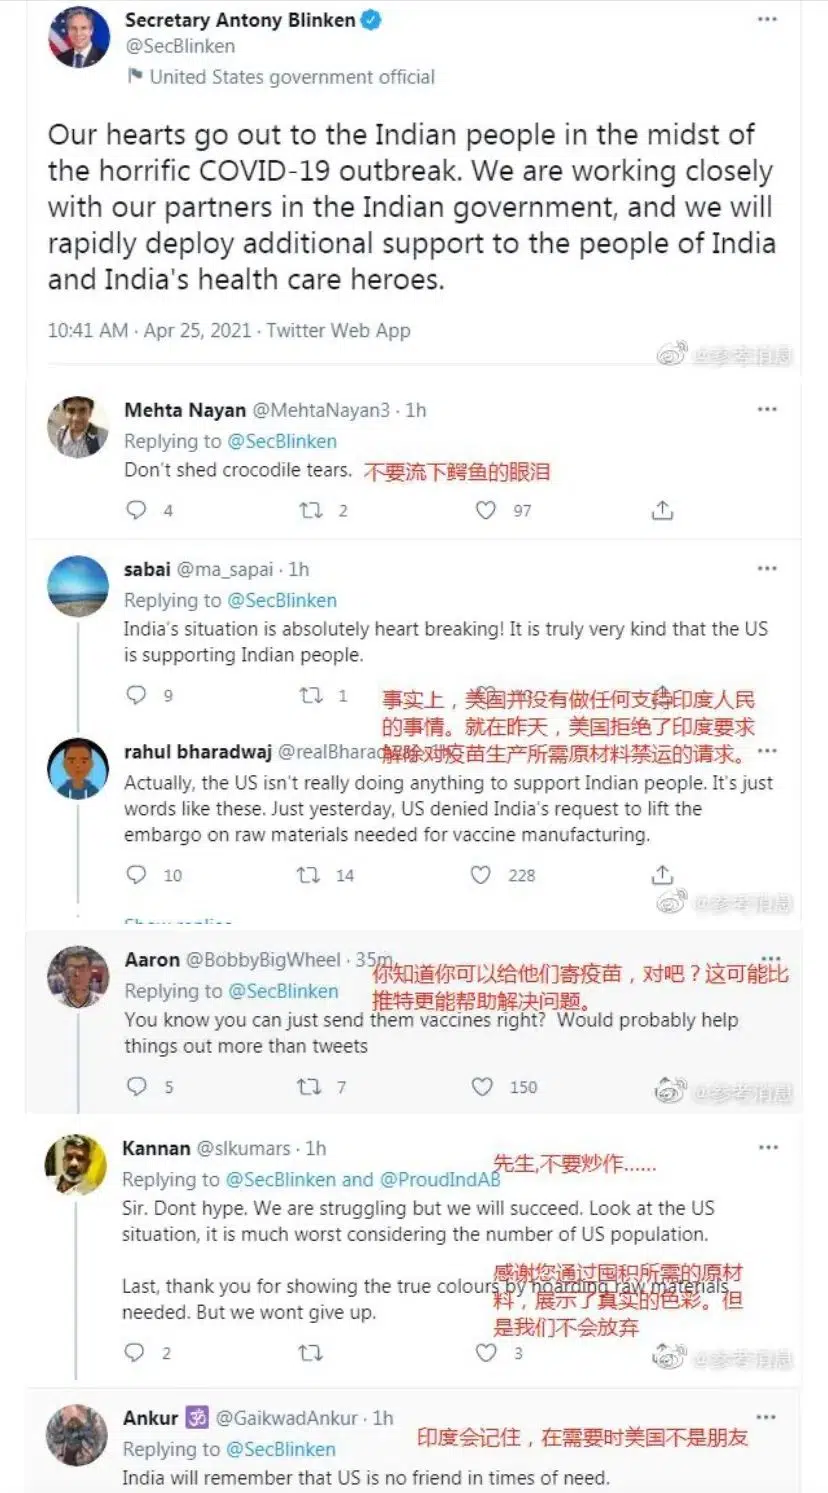 Secretary Antony Blinken
@SecBlinken
United States government official
Our hearts go out to the Indian people in the midst of
the horrific COVID-19 outbreak. We are working closely
with our partners in the Indian government, and we will
rapidly deploy additional support to the people of India
and India's health care heroes.
10:41 AM · Apr 25, 2021 · Twitter Web App
@参考消息
Mehta Nayan @MehtaNayan3 · 1h
Replying to @SecBlinken
Don't shed crocodile tears. 不要流下鳄鱼的眼泪
4 2 97
sabai @ma_sapai · 1h
Replying to @SecBlinken
India's situation is absolutely heart breaking! It is truly very kind that the US
is supporting Indian people.
9 1
事实上，美国并没有做任何支持印度人民
的事情。就在昨天，美国拒绝了印度要求
解除对疫苗生产所需原材料禁运的请求。
rahul bharadwaj
Actually, the US isn't really doing anything to support Indian people. It's just
words like these. Just yesterday, US denied India's request to lift the
embargo on raw materials needed for vaccine manufacturing.
10 14 228
@参考消息
Aaron @BobbyBigWheel · 35m
你知道你可以给他们寄疫苗，对吧？这可能比
推特更能帮助解决问题。
Replying to @SecBlinken
You know you can just send them vaccines right? Would probably help
things out more than tweets
5 7 150
@参考消息
Kannan @slkumars · 1h
先生,不要炒作……
Replying to @SecBlinken and @ProudIndAB
Sir. Dont hype. We are struggling but we will succeed. Look at the US
situation, it is much worst considering the number of US population.
感谢您通过囤积所需的原材
料，展示了真实的色彩。但
是我们不会放弃
Last, thank you for showing the true colours by hoarding raw materials
needed. But we wont give up.
2 3
@参考消息
Ankur 🕉 @GaikwadAnkur · 1h
印度会记住，在需要时美国不是朋友
Replying to @SecBlinken
India will remember that US is no friend in times of need.